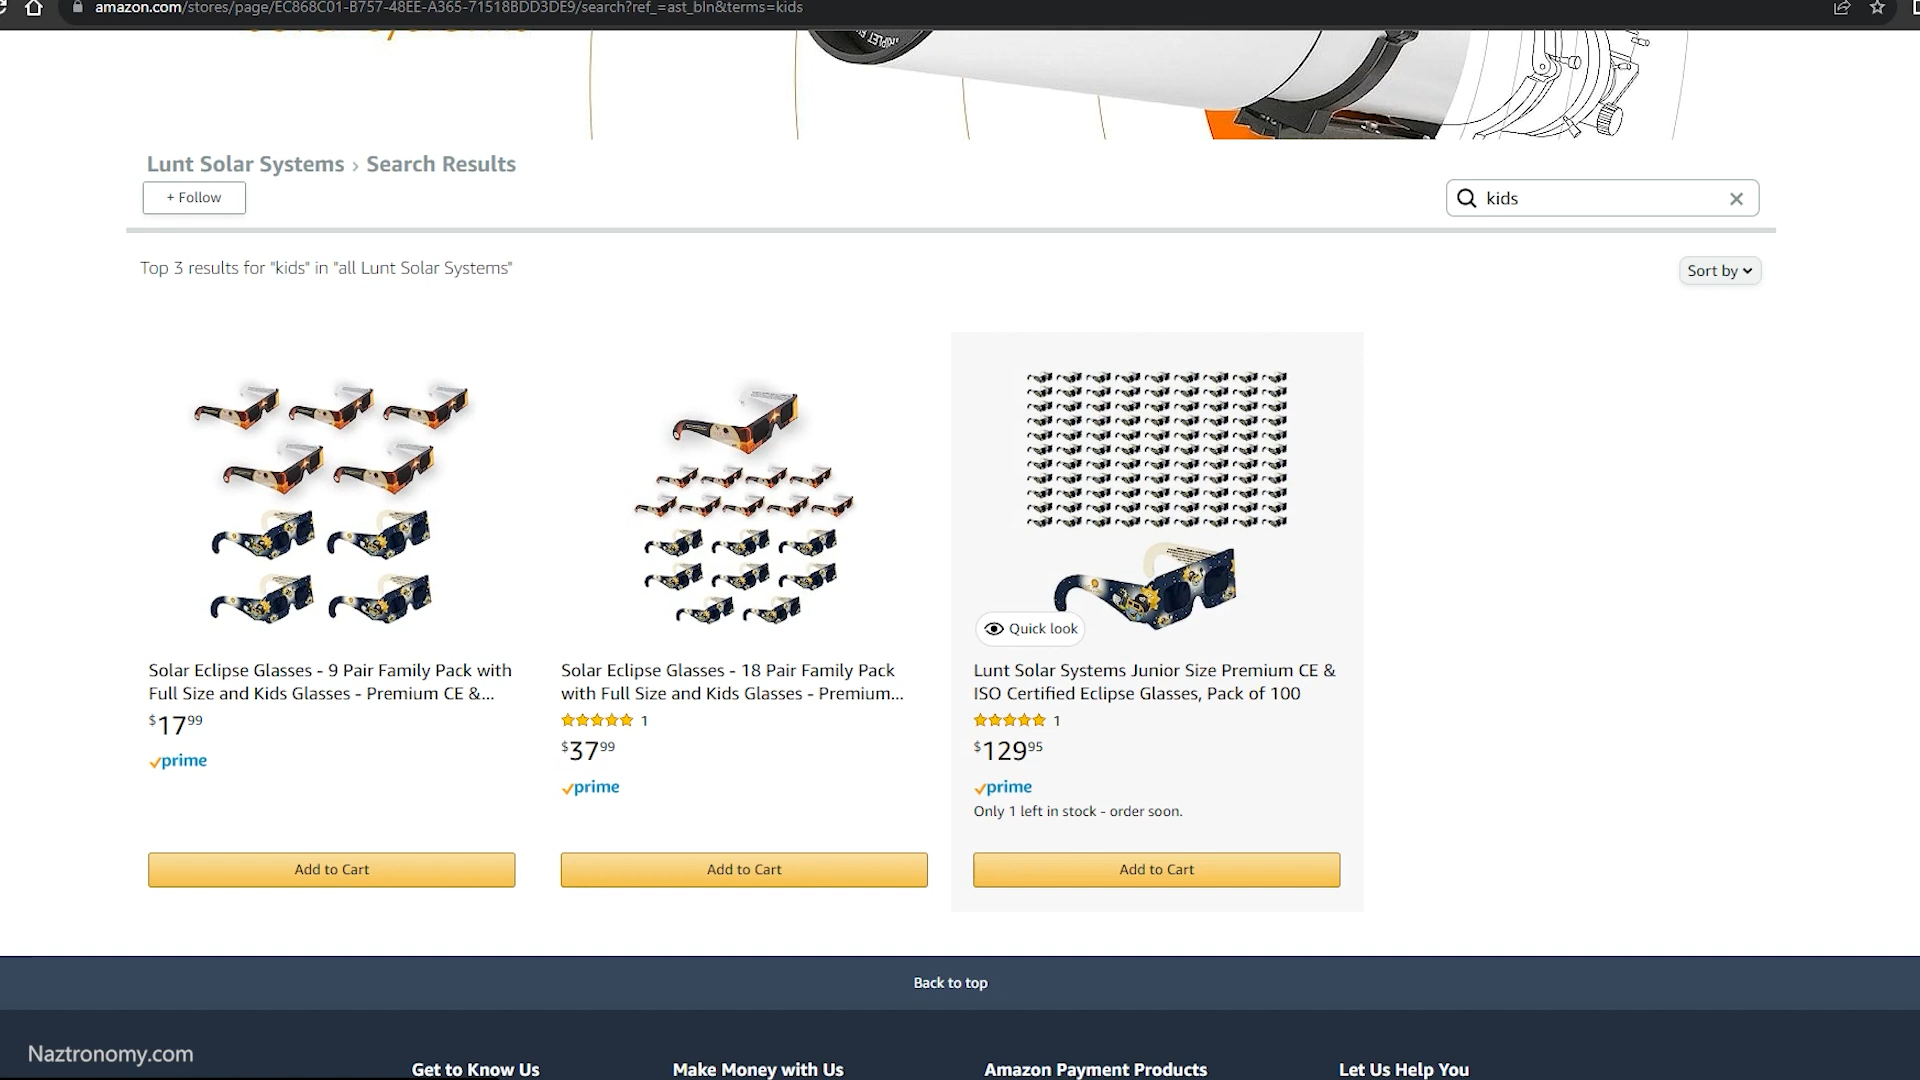 amazon.com/stores/page/EC868C01-B757-48EE-A365-71518BDD3DE9/search?ref_=ast_bln&terms=kids
Lunt Solar Systems › Search Results
+ Follow
kids
Top 3 results for "kids" in "all Lunt Solar Systems"
Sort by
Solar Eclipse Glasses - 9 Pair Family Pack with
Full Size and Kids Glasses - Premium CE &...
$17.99
prime
Add to Cart
Solar Eclipse Glasses - 18 Pair Family Pack
with Full Size and Kids Glasses - Premium...
1
$37.99
prime
Add to Cart
Quick look
Lunt Solar Systems Junior Size Premium CE &
ISO Certified Eclipse Glasses, Pack of 100
1
$129.95
prime
Only 1 left in stock - order soon.
Add to Cart
Back to top
Naztronomy.com
Get to Know Us
Make Money with Us
Amazon Payment Products
Let Us Help You